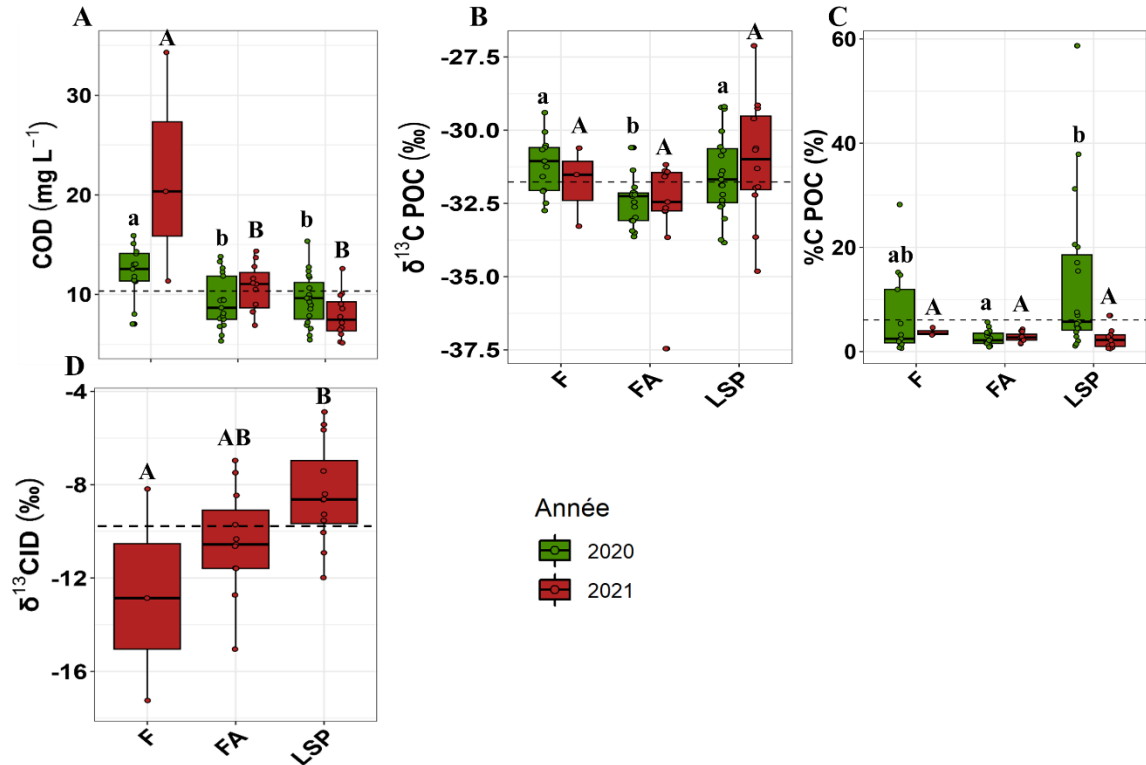 A
COD (mg L⁻¹)
30
20
10
a
A
b
B
b
B
B
δ¹³C POC (‰)
-27.5
-30.0
-32.5
-35.0
-37.5
a
A
b
A
a
A
F
FA
LSP
C
%C POC (%)
60
40
20
0
ab
A
a
A
b
A
F
FA
LSP
D
δ¹³CID (‰)
-4
-8
-12
-16
A
AB
B
F
FA
LSP
Année
2020
2021